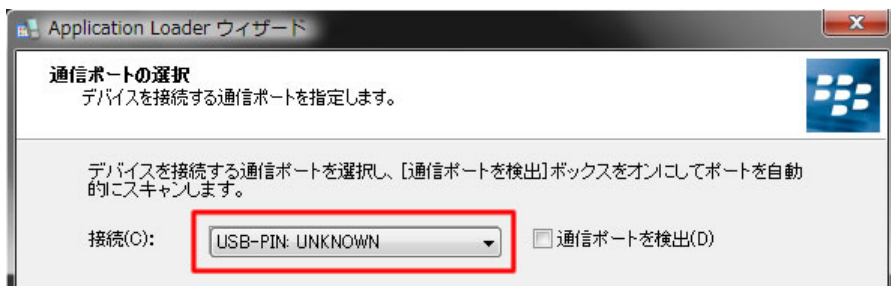 Application Loader ウィザード
通信ポートの選択
デバイスを接続する通信ポートを指定します。
デバイスを接続する通信ポートを選択し、[通信ポートを検出]ボックスをオンにしてポートを自動
的にスキャンします。
接続(C): USB-PIN: UNKNOWN 通信ポートを検出(D)